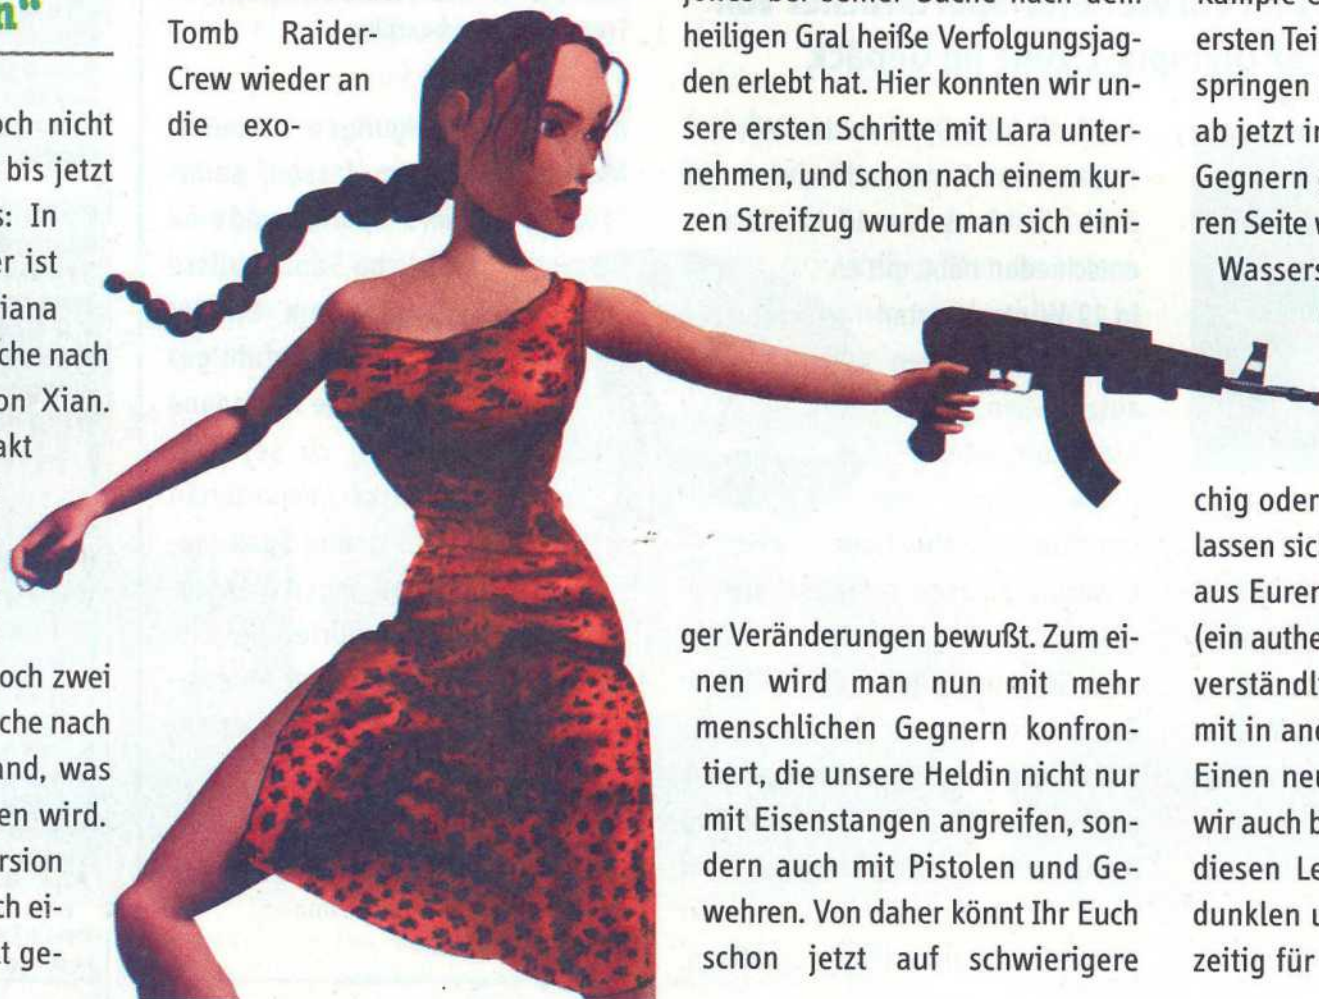 n"
och nicht
bis jetzt
s: In
er ist
iana
che nach
on Xian.
akt
och zwei
che nach
and, was
en wird.
rsion
ch ei-
t ge-
Tomb Raider-
Crew wieder an
die exo-
heiligen Gral heiße Verfolgungsjag-
den erlebt hat. Hier konnten wir un-
sere ersten Schritte mit Lara unter-
nehmen, und schon nach einem kur-
zen Streifzug wurde man sich eini-
ger Veränderungen bewußt. Zum ei-
nen wird man nun mit mehr
menschlichen Gegnern konfron-
tiert, die unsere Heldin nicht nur
mit Eisenstangen angreifen, son-
dern auch mit Pistolen und Ge-
wehren. Von daher könnt Ihr Euch
schon jetzt auf schwierigere
ersten Tei
springen
ab jetzt i
Gegnern
ren Seite
Wassers
chig oder
lassen sic
aus Eurer
(ein authe
verständl
mit in an
Einen neu
wir auch b
diesen Le
dunklen u
zeitig für